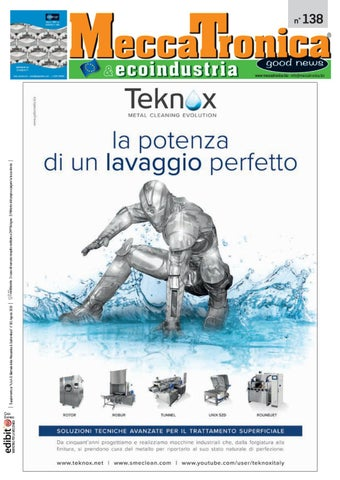 n° 138
MeccaTronica
good news
&ecoindustria
Teknox
METAL CLEANING EVOLUTION
la potenza
di un lavaggio perfetto
ROTOR ROBUR TUNNEL UNIX SZD ROUNDJET
SOLUZIONI TECNICHE AVANZATE PER IL TRATTAMENTO SUPERFICIALE
Da cinquant'anni progettiamo e realizziamo macchine industriali che, dalla forgiatura alla
finitura, si prendono cura del metallo per riportarlo al suo stato naturale di perfezione.
www.teknox.net | www.smeclean.com | www.youtube.com/user/teknoxitaly
edibit